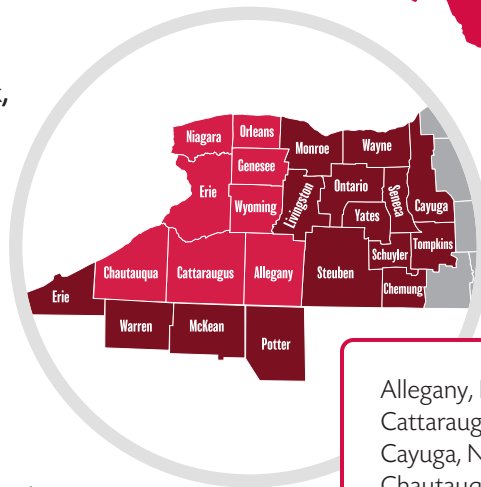 Niagara
Orleans
Monroe
Wayne
Genesee
Erie
Wyoming
Livingston
Ontario
Yates
Seneca
Cayuga
Chautauqua
Cattaraugus
Allegany
Steuben
Schuyler
Tompkins
Chemung
Erie
Warren
McKean
Potter
Allegany,
Cattaraug
Cayuga, N
Chautauq